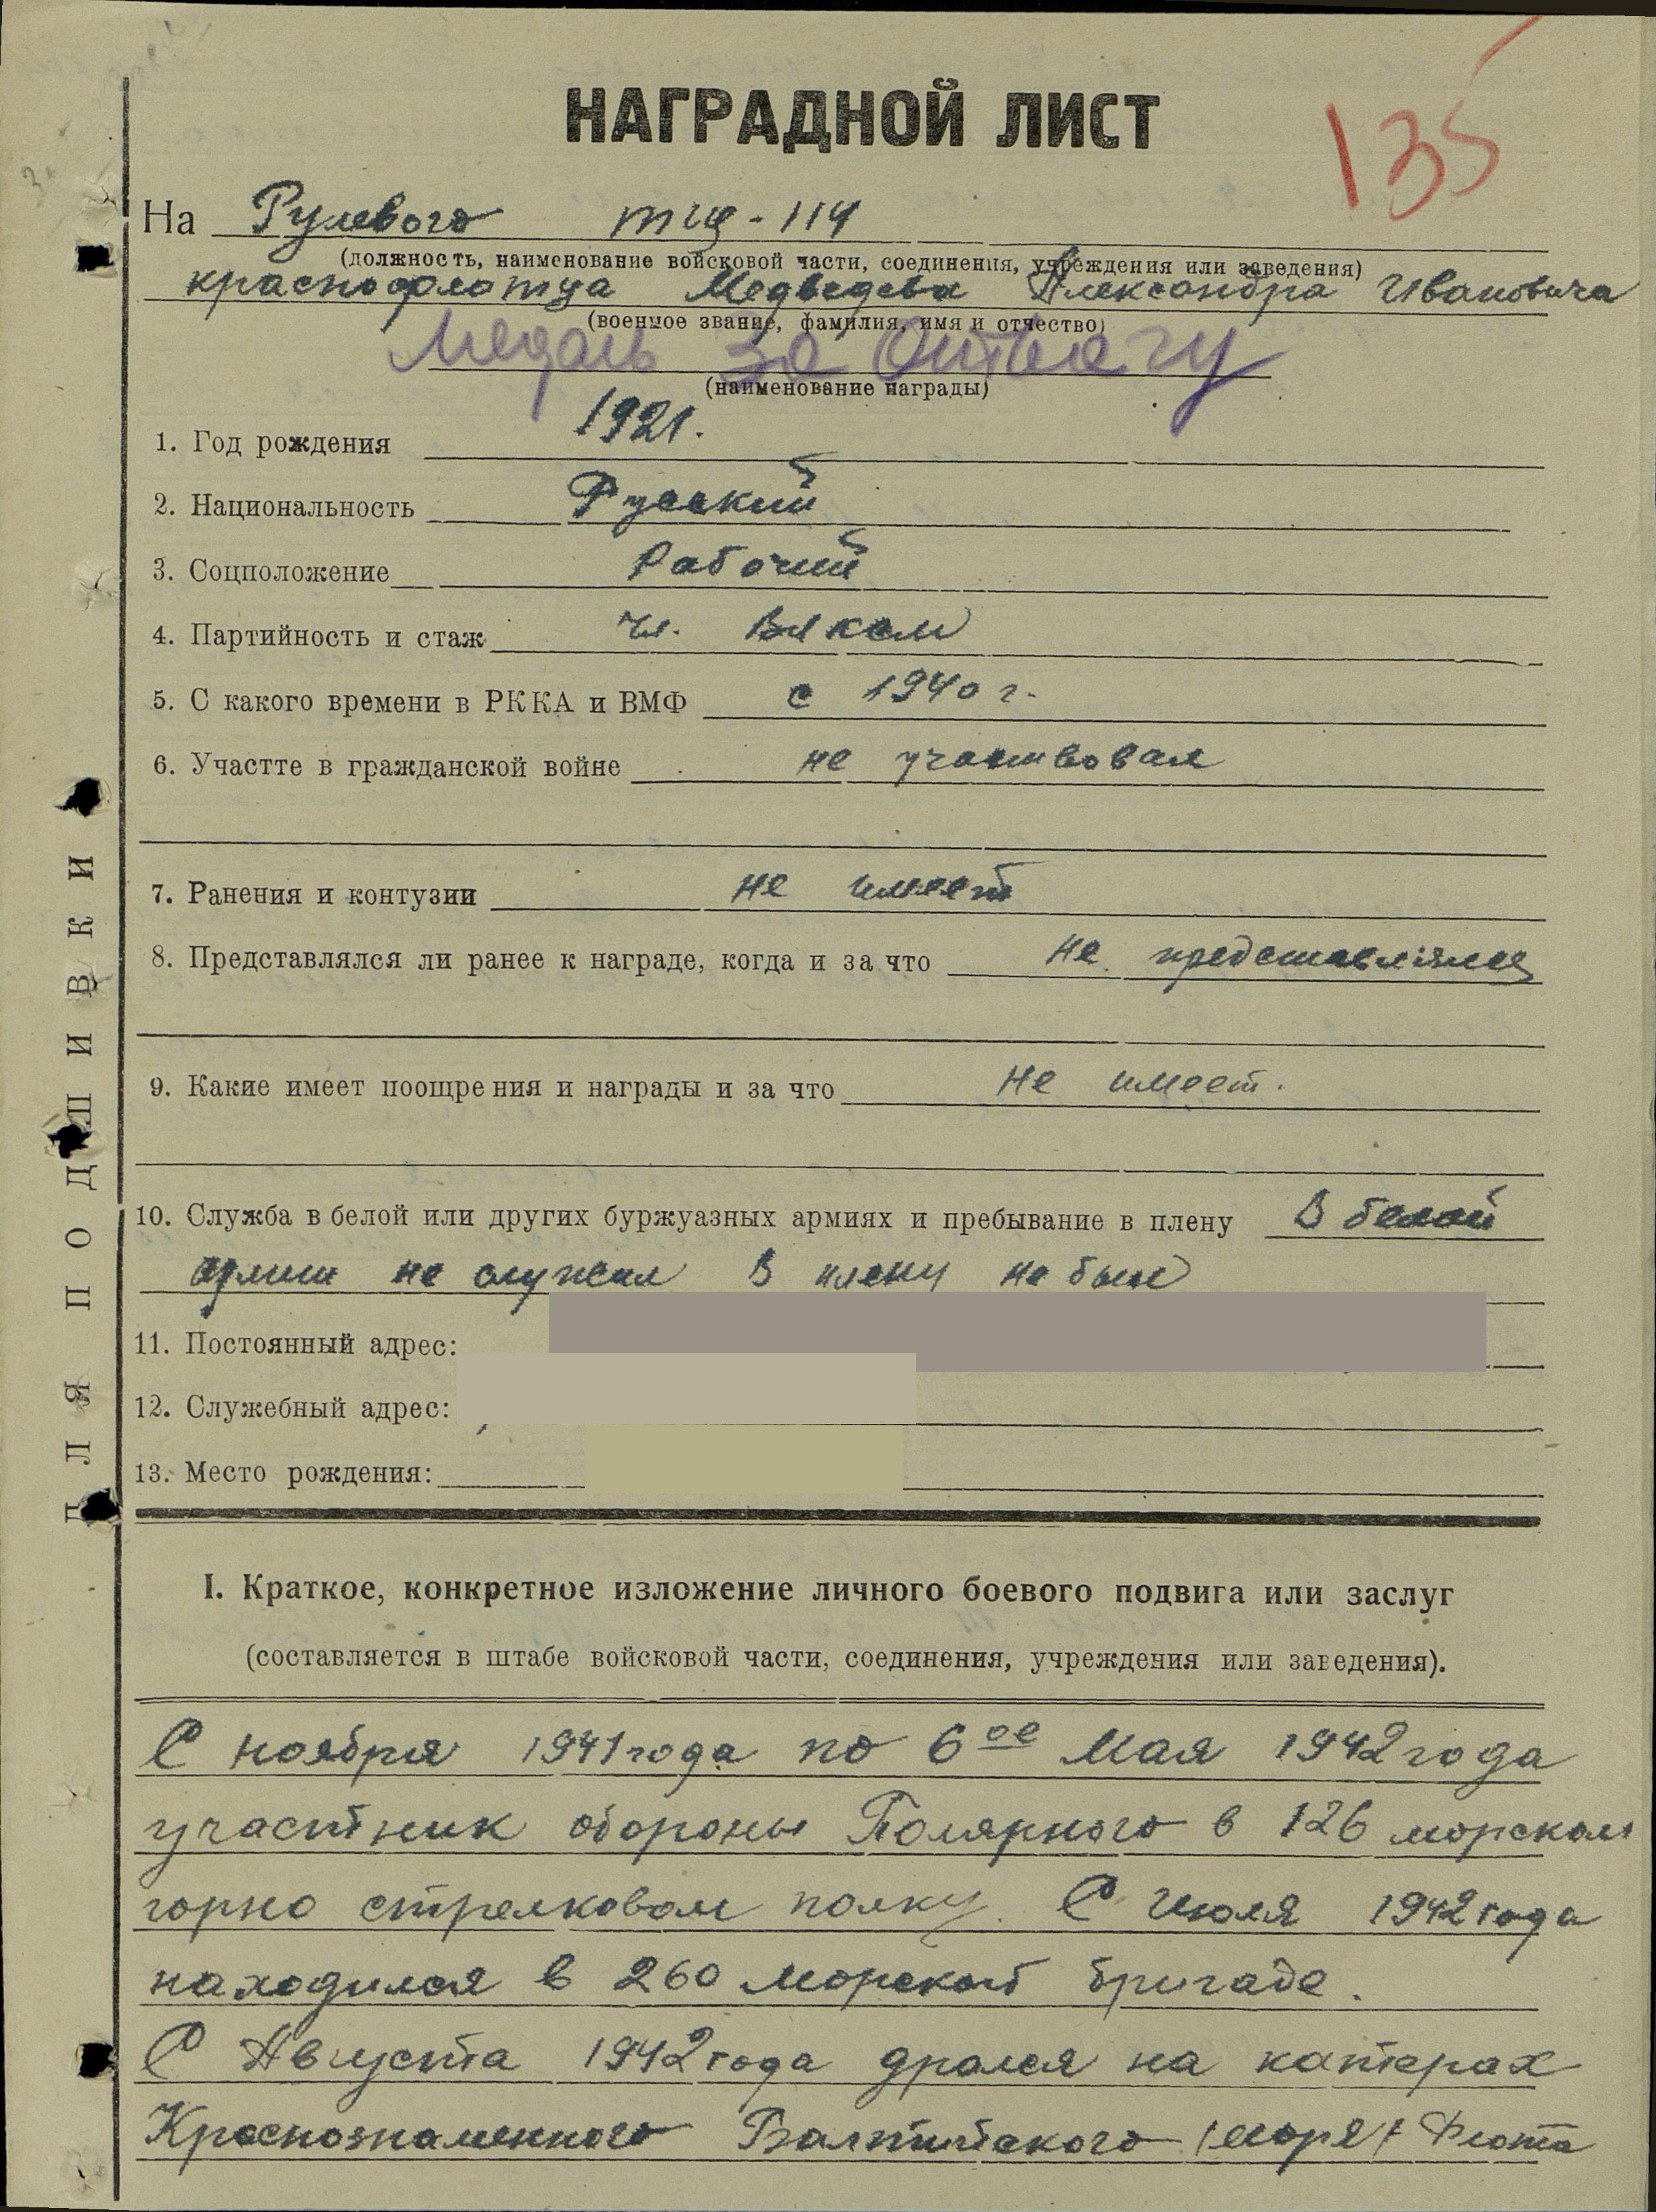 НАГРАДНОЙ ЛИСТ
135
На Рулевого тщ-114
(должность, наименование войсковой части, соединения, учреждения или заведения)
краснофлотца Медведева Александра Ивановича
(военное звание, фамилия, имя и отчество)
Медаль За Отвагу
(наименование награды)
1. Год рождения 1921.
2. Национальность Русский
3. Соцположение Рабочий
4. Партийность и стаж чл. ВЛКСМ
5. С какого времени в РККА и ВМФ с 1940 г.
6. Участте в гражданской войне не участвовал
7. Ранения и контузии не имеет
8. Представлялся ли ранее к награде, когда и за что не представлялся
9. Какие имеет поощрения и награды и за что не имеет.
10. Служба в белой или других буржуазных армиях и пребывание в плену В белой
армии не служил В плену не был
11. Постоянный адрес:
12. Служебный адрес:
13. Место рождения:
ДЛЯ ПОДШИВКИ
I. Краткое, конкретное изложение личного боевого подвига или заслуг
(составляется в штабе войсковой части, соединения, учреждения или заведения).
С ноября 1941 года по 6ое Мая 1942 года
участник обороны Полярного в 126 морском
горно стрелковом полку. С Июля 1942 года
находился в 260 морской бригаде.
С Августа 1942 года дрался на катерах
Краснознаменного Балтийского /моря/ Флота